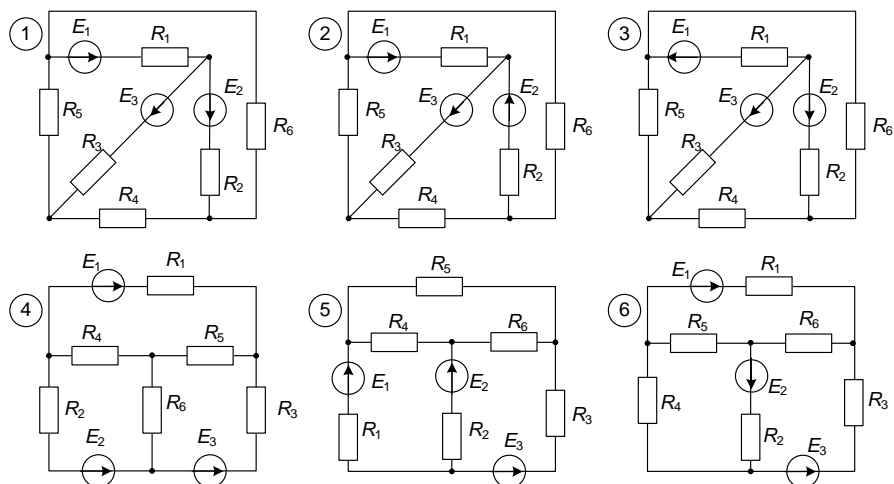 1 E1 R1
R5 E3 E2 R6
R3 R2
R4
2 E1 R1
R5 E3 E2 R6
R3 R2
R4
3 E1 R1
R5 E3 E2 R6
R3 R2
R4
4 E1 R1
R4 R5
R2 R6 R3
E2 E3
5 R5
R4 R6
E1 E2
R1 R2 R3
E3
6 E1 R1
R5 R6
R4 E2 R3
R2
E3